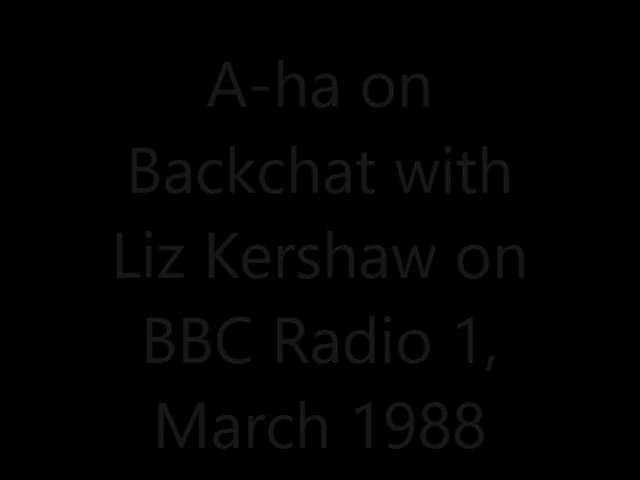 A-ha on
Backchat with
Liz Kershaw on
BBC Radio 1,
March 1988